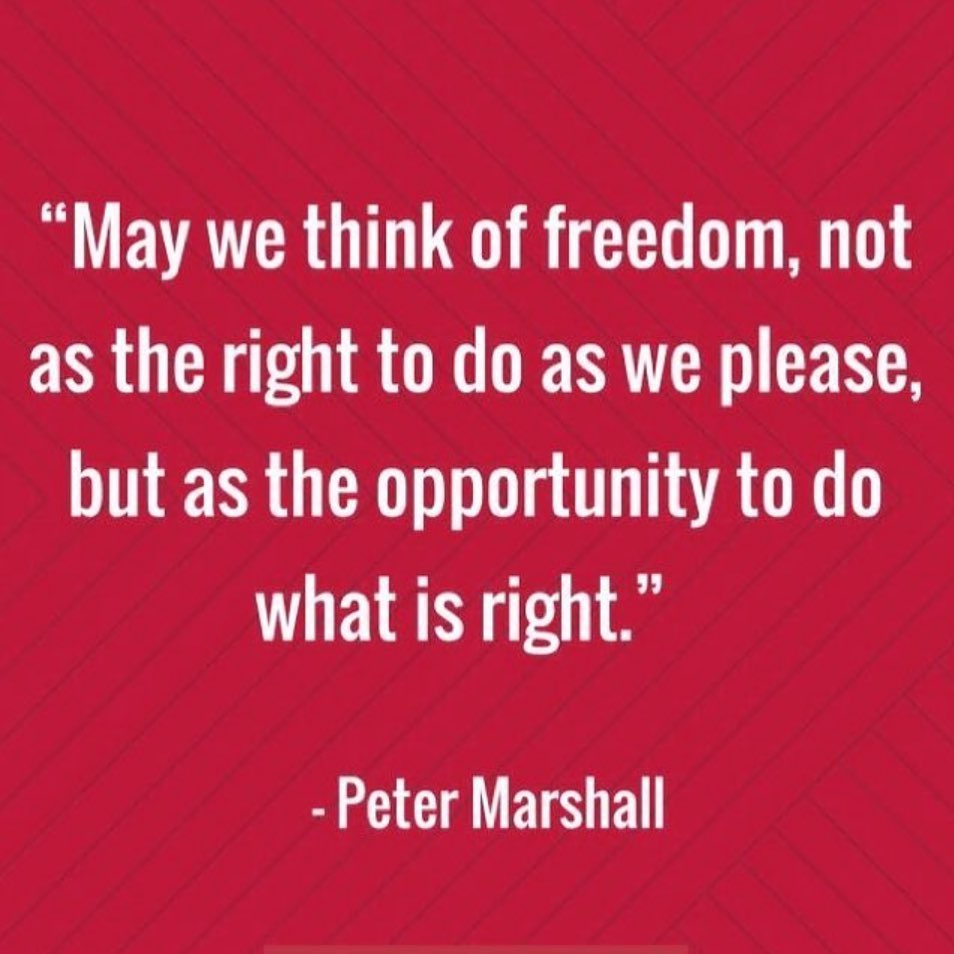 “May we think of freedom, not
as the right to do as we please,
but as the opportunity to do
what is right.”
- Peter Marshall